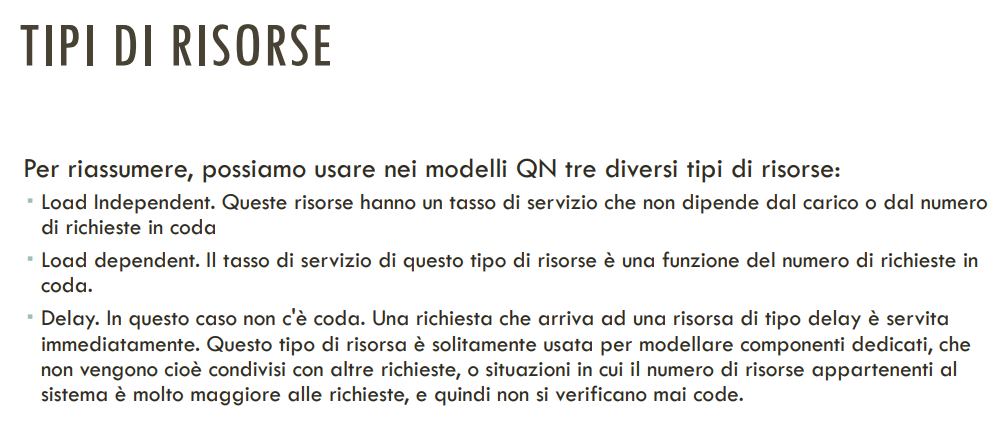 TIPI DI RISORSE
Per riassumere, possiamo usare nei modelli QN tre diversi tipi di risorse:
▪ Load Independent. Queste risorse hanno un tasso di servizio che non dipende dal carico o dal numero
di richieste in coda
▪ Load dependent. Il tasso di servizio di questo tipo di risorse è una funzione del numero di richieste in
coda.
▪ Delay. In questo caso non c'è coda. Una richiesta che arriva ad una risorsa di tipo delay è servita
immediatamente. Questo tipo di risorsa è solitamente usata per modellare componenti dedicati, che
non vengono cioè condivisi con altre richieste, o situazioni in cui il numero di risorse appartenenti al
sistema è molto maggiore alle richieste, e quindi non si verificano mai code.